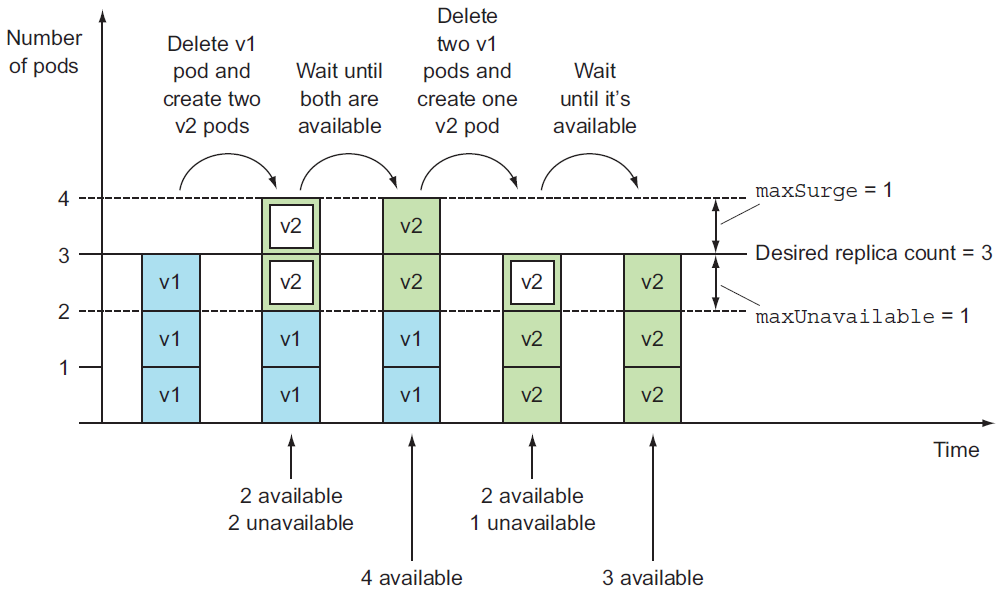 Number
of pods
Delete v1
pod and
create two
v2 pods
Wait until
both are
available
Delete
two v1
pods and
create one
v2 pod
Wait
until it's
available
4
3
2
1
v1
v1
v1
v2
v2
v1
v1
v2
v2
v1
v1
v2
v2
v2
v2
v2
v2
maxSurge = 1
Desired replica count = 3
maxUnavailable = 1
Time
2 available
2 unavailable
4 available
2 available
1 unavailable
3 available